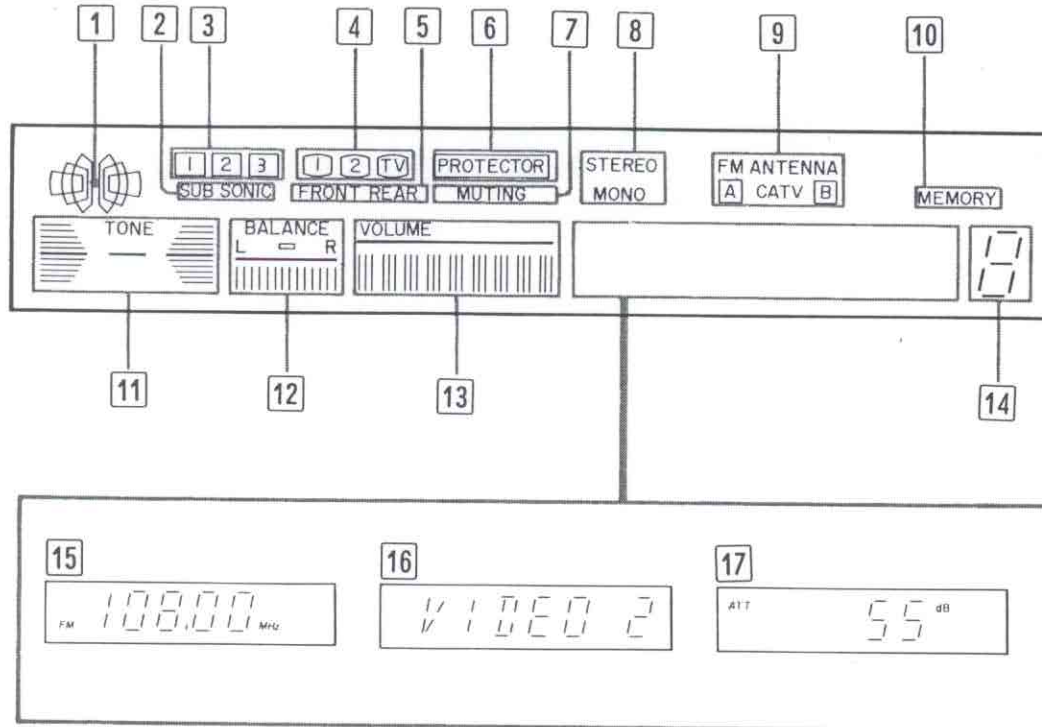 1 2 3 4 5 6 7 8 9 10
1 2 3 1 2 TV PROTECTOR STEREO FM ANTENNA
SUB SONIC FRONT REAR MUTING MONO A CATV B MEMORY
TONE BALANCE VOLUME
L R
8
11 12 13 14
15 16 17
FM 108.00 MHz VIDEO 2 ATT 55 dB